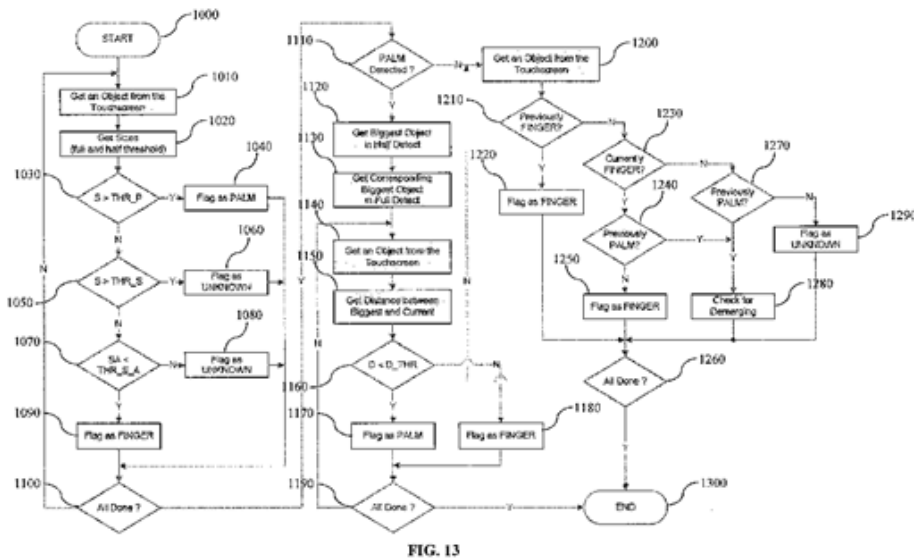 START
1000
Get an Object from the
Touchscreen
1010
Get Sizes
(full and half threshold)
1020
1030
S > THR_P
Y
1040
Flag as PALM
N
N
1050
S > THR_S
Y
1060
Flag as
UNKNOWN
N
1070
SA <
THR_S_A
N
1080
Flag as
UNKNOWN
Y
1090
Flag as FINGER
1100
All Done ?
Y
1110
PALM
Detected ?
N
Y
1120
Get Biggest Object
in Half Detect
1130
Get Corresponding
Biggest Object
in Full Detect
1140
Get an Object from the
Touchscreen
1150
Get Distance between
Biggest and Current
N
N
D < D_THR
1160
N
Y
1170
Flag as PALM
1180
Flag as FINGER
1190
All Done ?
Y
1200
Get an Object from the
Touchscreen
1210
Previously
FINGER?
N
Y
1220
Flag as FINGER
1230
Currently
FINGER?
N
Y
1240
Previously
PALM?
Y
N
1250
Flag as FINGER
1270
Previously
PALM?
N
Y
1290
Flag as
UNKNOWN
1280
Check for
Demerging
1260
All Done ?
Y
END
1300
FIG. 13